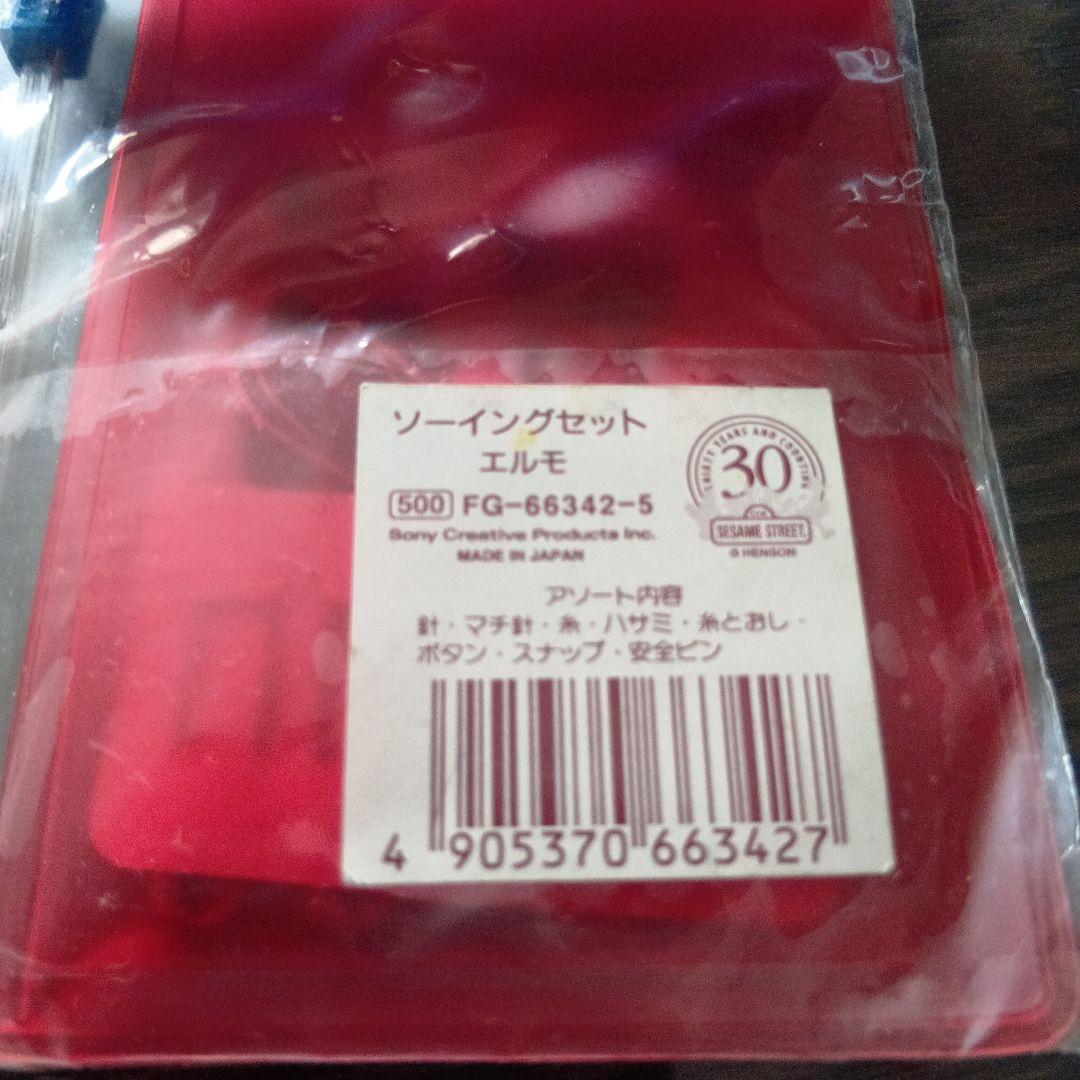 ソーイングセット
エルモ
500 FG-66342-5
Sony Creative Products Inc.
MADE IN JAPAN
THIRTY YEARS AND COUNTING
30
SESAME STREET.
© HENSON
アソート内容
針・マチ針・糸・ハサミ・糸とおし・
ボタン・スナップ・安全ピン
4 905370 663427